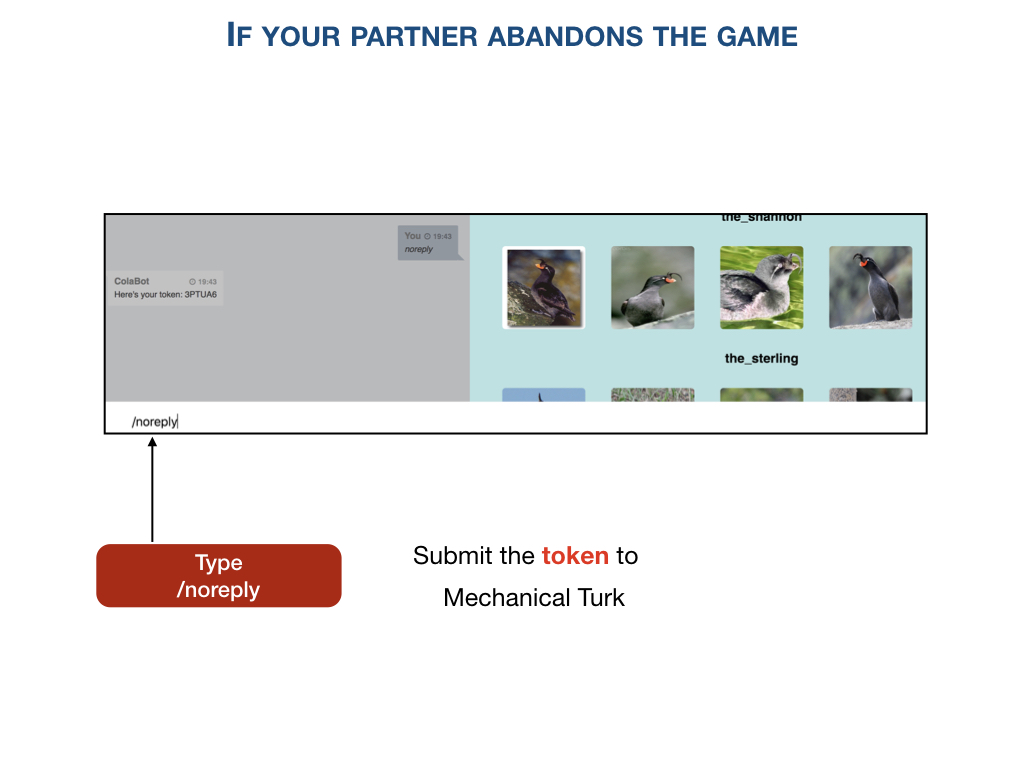 IF YOUR PARTNER ABANDONS THE GAME
the_shannon
You 19:43
noreply
ColaBot 19:43
Here's your token: 3PTUA6
the_sterling
/noreply
Type
/noreply
Submit the token to
Mechanical Turk